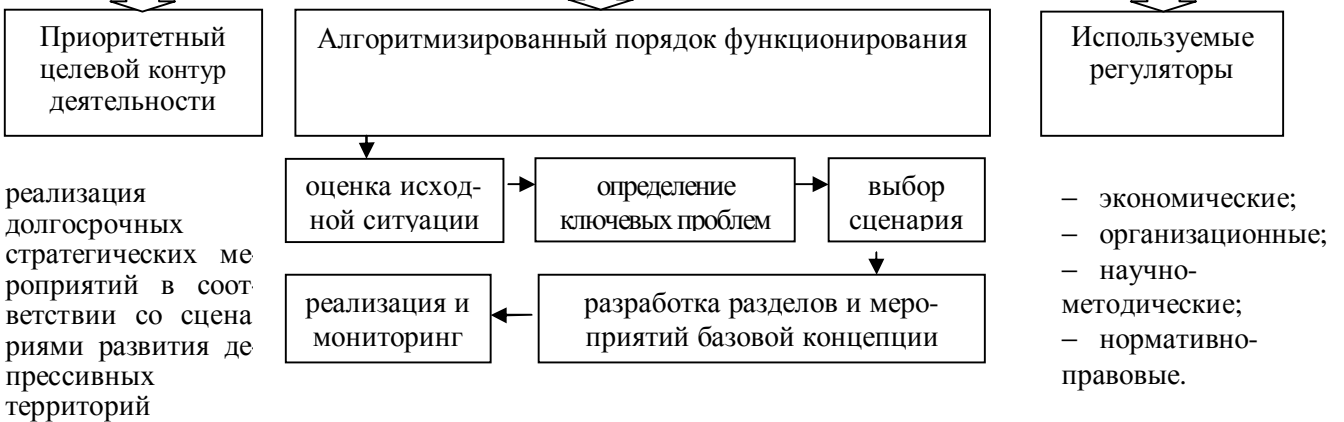 Приоритетный
целевой контур
деятельности
реализация
долгосрочных
стратегических ме-
роприятий в соот-
ветствии со сцена
риями развития де-
прессивных
территорий
Алгоритмизированный порядок функционирования
оценка исход-
ной ситуации
определение
ключевых проблем
выбор
сценария
разработка разделов и меро-
приятий базовой концепции
реализация и
мониторинг
Используемые
регуляторы
– экономические;
– организационные;
– научно-
методические;
– нормативно-
правовые.